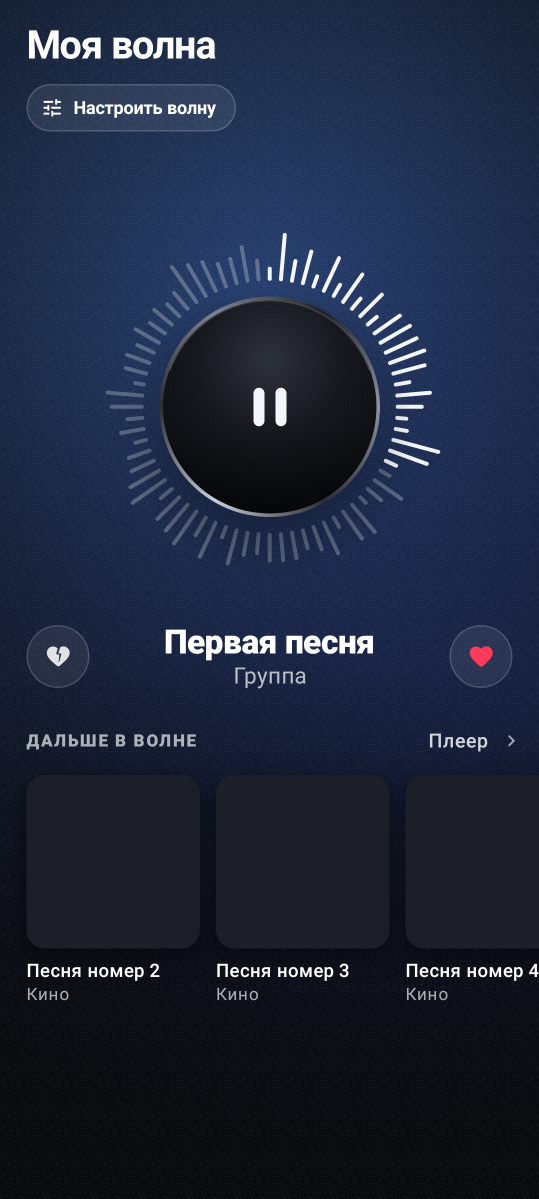 Моя волна
Настроить волну
Первая песня
Группа
ДАЛЬШЕ В ВОЛНЕ
Плеер
Песня номер 2
Песня номер 3
Песня номер 4
Кино
Кино
Кино